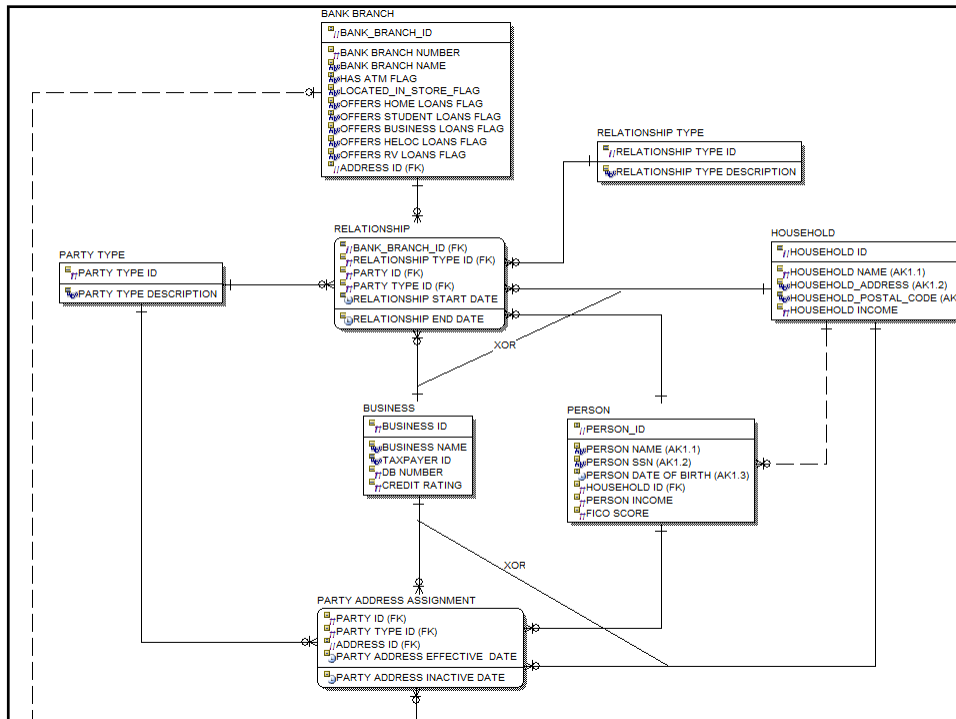 BANK BRANCH
BANK_BRANCH_ID
BANK BRANCH NUMBER
BANK BRANCH NAME
HAS ATM FLAG
LOCATED_IN_STORE_FLAG
OFFERS HOME LOANS FLAG
OFFERS STUDENT LOANS FLAG
OFFERS BUSINESS LOANS FLAG
OFFERS HELOC LOANS FLAG
OFFERS RV LOANS FLAG
ADDRESS ID (FK)
RELATIONSHIP TYPE
RELATIONSHIP TYPE ID
RELATIONSHIP TYPE DESCRIPTION
RELATIONSHIP
BANK_BRANCH_ID (FK)
RELATIONSHIP TYPE ID (FK)
PARTY ID (FK)
PARTY TYPE ID (FK)
RELATIONSHIP START DATE
RELATIONSHIP END DATE
PARTY TYPE
PARTY TYPE ID
PARTY TYPE DESCRIPTION
HOUSEHOLD
HOUSEHOLD ID
HOUSEHOLD NAME (AK1.1)
HOUSEHOLD_ADDRESS (AK1.2)
HOUSEHOLD_POSTAL_CODE (AK
HOUSEHOLD INCOME
XOR
BUSINESS
BUSINESS ID
BUSINESS NAME
TAXPAYER ID
DB NUMBER
CREDIT RATING
PERSON
PERSON_ID
PERSON NAME (AK1.1)
PERSON SSN (AK1.2)
PERSON DATE OF BIRTH (AK1.3)
HOUSEHOLD ID (FK)
PERSON INCOME
FICO SCORE
XOR
PARTY ADDRESS ASSIGNMENT
PARTY ID (FK)
PARTY TYPE ID (FK)
ADDRESS ID (FK)
PARTY ADDRESS EFFECTIVE  DATE
PARTY ADDRESS INACTIVE DATE